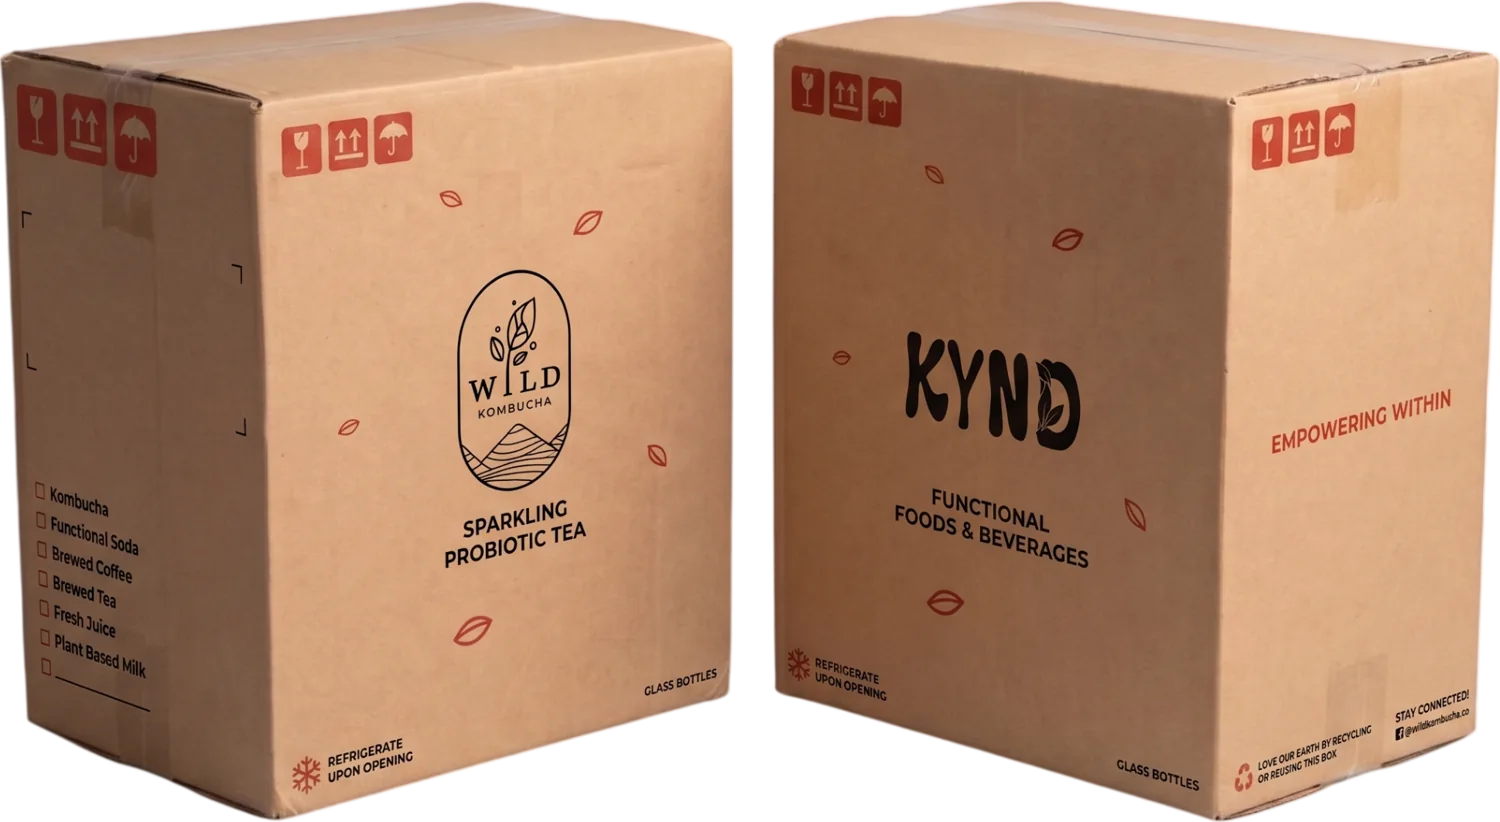 Kombucha
Functional Soda
Brewed Coffee
Brewed Tea
Fresh Juice
Plant Based Milk
WILD
KOMBUCHA
SPARKLING
PROBIOTIC TEA
REFRIGERATE
UPON OPENING
GLASS BOTTLES
KYND
FUNCTIONAL
FOODS & BEVERAGES
REFRIGERATE
UPON OPENING
GLASS BOTTLES
EMPOWERING WITHIN
LOVE OUR EARTH BY RECYCLING
OR REUSING THIS BOX
STAY CONNECTED!
@wildkombucha.co